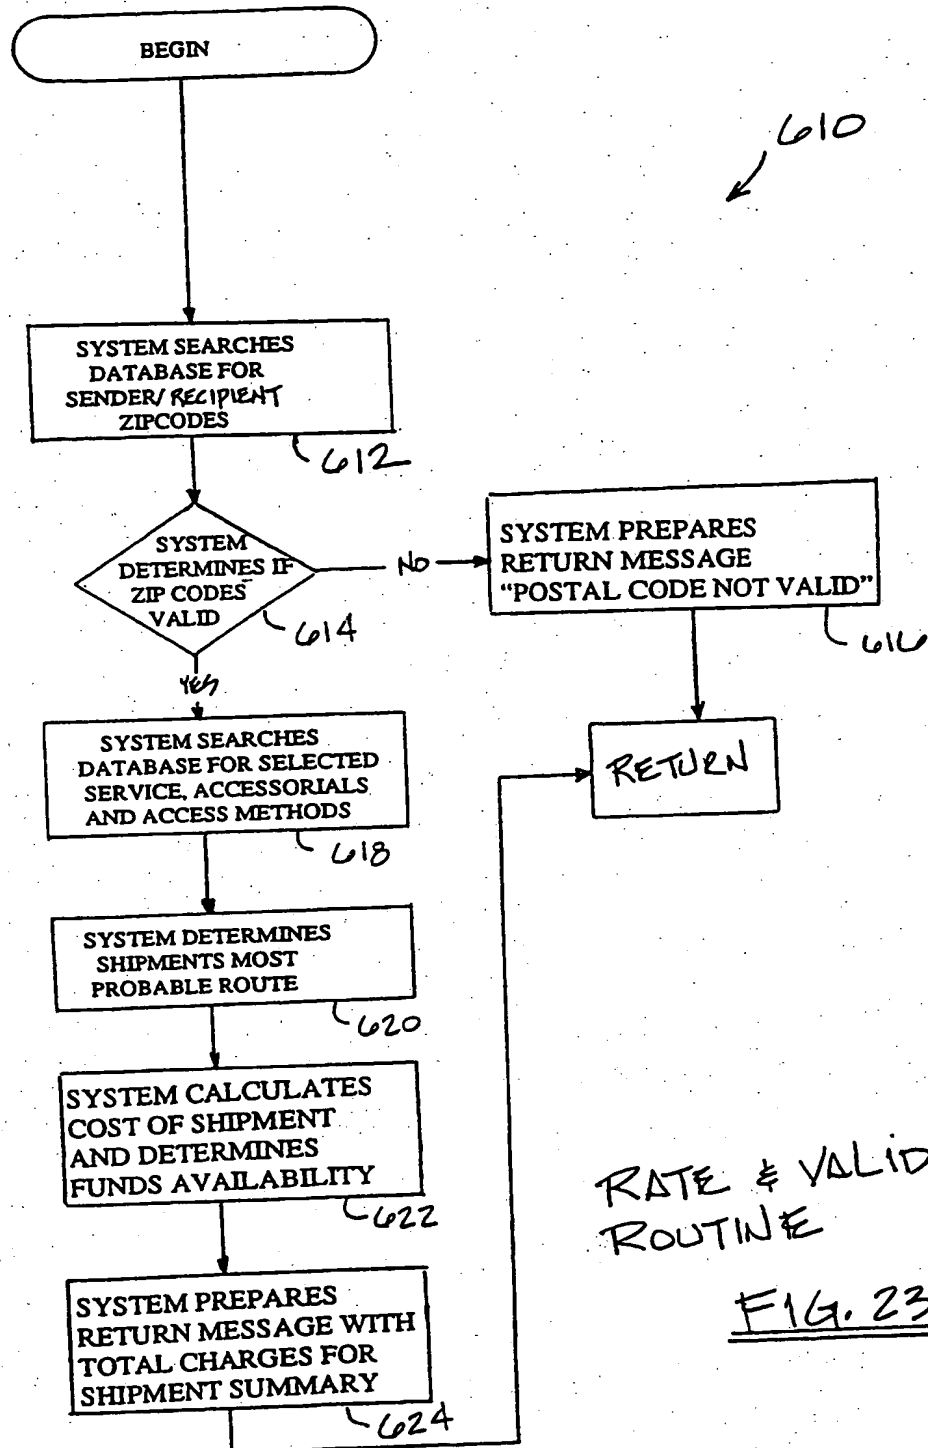 BEGIN
610
SYSTEM SEARCHES
DATABASE FOR
SENDER/ RECIPIENT
ZIPCODES
612
SYSTEM
DETERMINES IF
ZIP CODES
VALID
614
NO
SYSTEM PREPARES
RETURN MESSAGE
"POSTAL CODE NOT VALID"
616
YES
RETURN
SYSTEM SEARCHES
DATABASE FOR SELECTED
SERVICE, ACCESSORIALS
AND ACCESS METHODS
618
SYSTEM DETERMINES
SHIPMENTS MOST
PROBABLE ROUTE
620
SYSTEM CALCULATES
COST OF SHIPMENT
AND DETERMINES
FUNDS AVAILABILITY
622
RATE & VALID
ROUTINE
FIG. 23
SYSTEM PREPARES
RETURN MESSAGE WITH
TOTAL CHARGES FOR
SHIPMENT SUMMARY
624